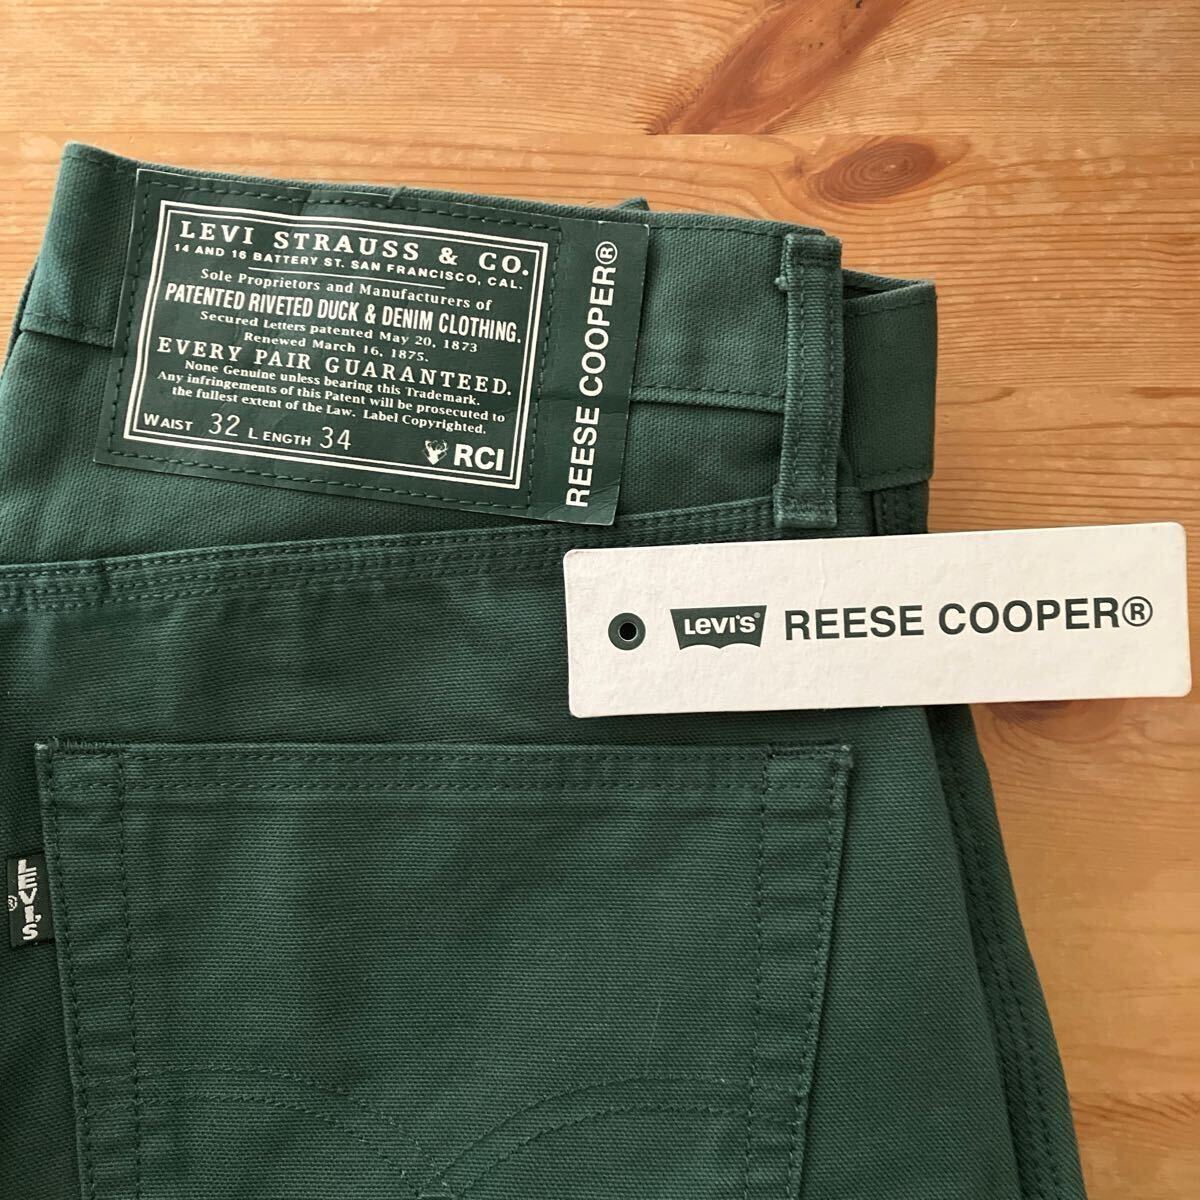 LEVI STRAUSS & CO.
14 AND 16 BATTERY ST. SAN FRANCISCO, CAL.
Sole Proprietors and Manufacturers of
PATENTED RIVETED DUCK & DENIM CLOTHING.
Secured Letters patented May 20, 1873
Renewed March 16, 1875.
EVERY PAIR GUARANTEED.
None Genuine unless bearing this Trademark.
Any infringements of this Patent will be prosecuted to
the fullest extent of the Law. Label Copyrighted.
WAIST 32 LENGTH 34
RCI
REESE COOPER®
LEVI'S® REESE COOPER®
LEVI'S®